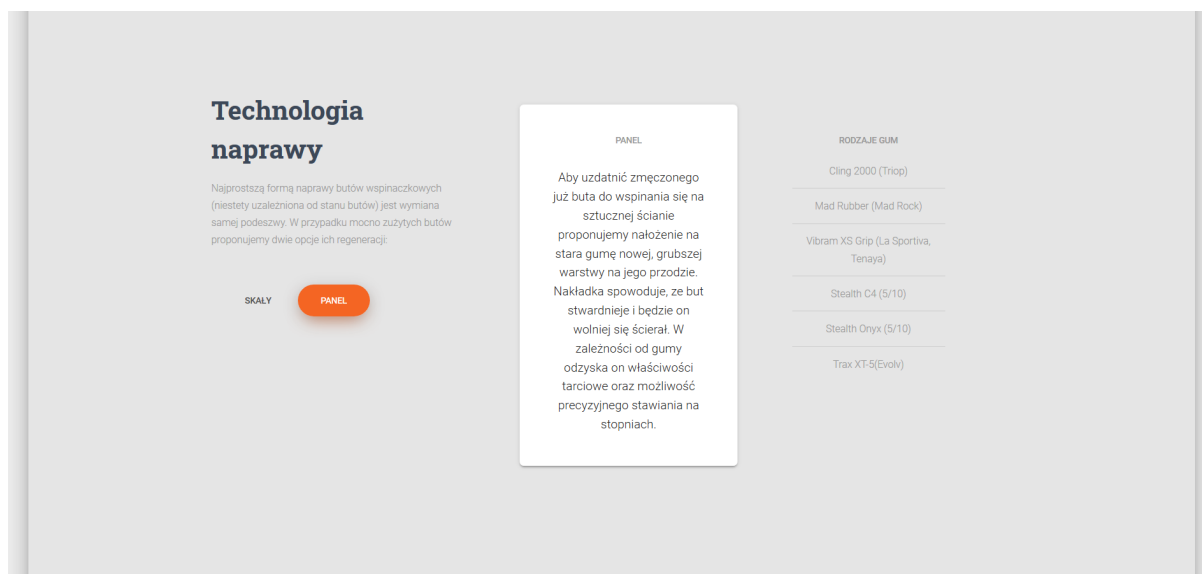 Technologia
naprawy
Najprostszą formą naprawy butów wspinaczkowych
(niestety uzależniona od stanu butów) jest wymiana
samej podeszwy. W przypadku mocno zużytych butów
proponujemy dwie opcje ich regeneracji:
SKAŁY
PANEL
PANEL
Aby uzdatnić zmęczonego
już buta do wspinania się na
sztucznej ścianie
proponujemy nałożenie na
stara gumę nowej, grubszej
warstwy na jego przodzie.
Nakładka spowoduje, ze but
stwardnieje i będzie on
wolniej się ścierał. W
zależności od gumy
odzyska on właściwości
tarciowe oraz możliwość
precyzyjnego stawiania na
stopniach.
RODZAJE GUM
Cling 2000 (Triop)
Mad Rubber (Mad Rock)
Vibram XS Grip (La Sportiva,
Tenaya)
Stealth C4 (5/10)
Stealth Onyx (5/10)
Trax XT-5(Evolv)